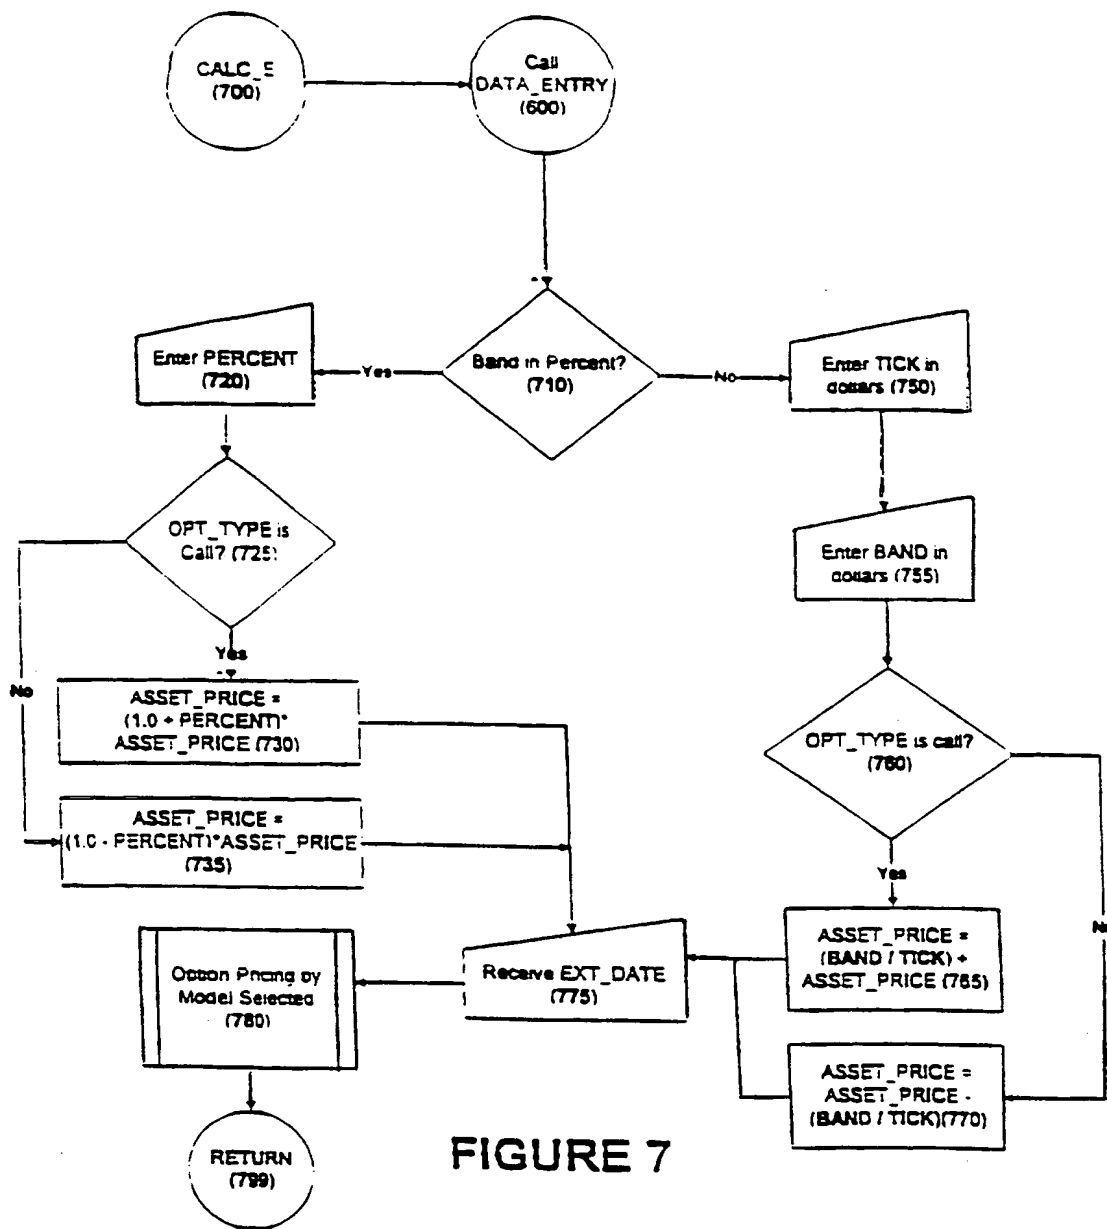 CALC_E
(700)
Call
DATA_ENTRY
(600)
Band in Percent?
(710)
Yes
No
Enter PERCENT
(720)
Enter TICK in
dollars (750)
OPT_TYPE is
Call? (725)
Enter BAND in
dollars (755)
Yes
No
ASSET_PRICE =
(1.0 + PERCENT)*
ASSET_PRICE (730)
OPT_TYPE is call?
(760)
ASSET_PRICE =
(1.0 - PERCENT)*ASSET_PRICE
(735)
Yes
No
ASSET_PRICE =
(BAND / TICK) +
ASSET_PRICE (765)
Receive EXT_DATE
(775)
Option Pricing by
Model Selected
(780)
ASSET_PRICE =
ASSET_PRICE -
(BAND / TICK)(770)
RETURN
(799)
FIGURE 7